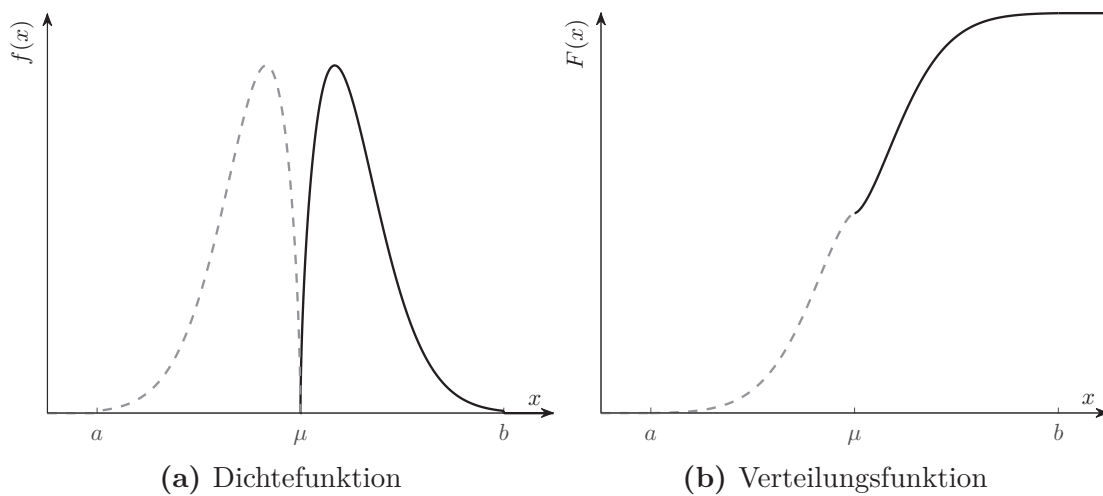 f(x)
x
a
μ
b
(a) Dichtefunktion
F(x)
x
a
μ
b
(b) Verteilungsfunktion